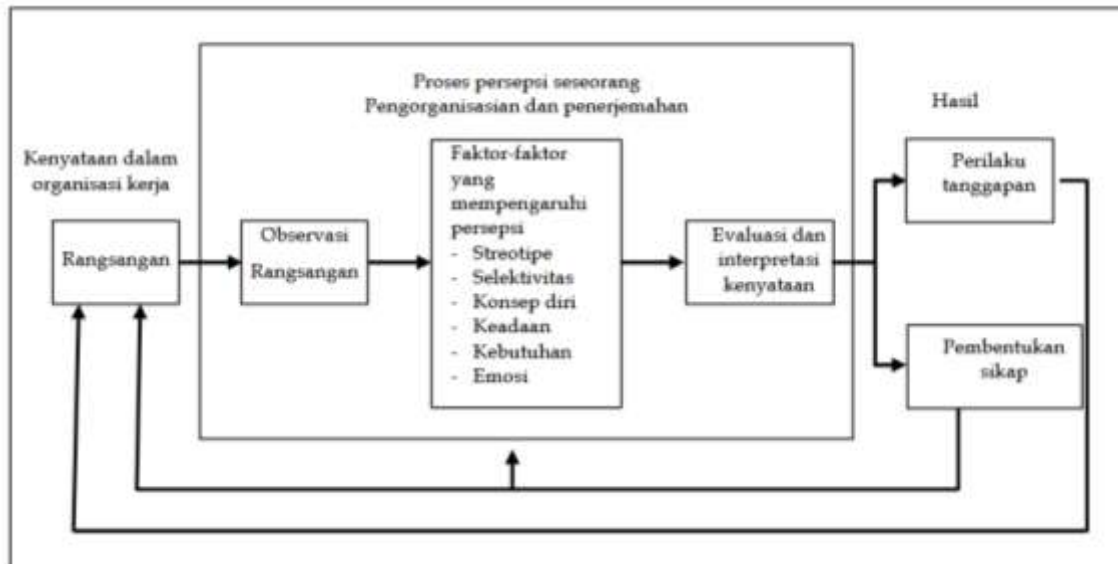 Proses persepsi seseorang
Pengorganisasian dan penerjemahan
Hasil
Kenyataan dalam
organisasi kerja
Rangsangan
Observasi
Rangsangan
Faktor-faktor
yang
mempengaruhi
persepsi
- Streotipe
- Selektivitas
- Konsep diri
- Keadaan
- Kebutuhan
- Emosi
Evaluasi dan
interpretasi
kenyataan
Perilaku
tanggapan
Pembentukan
sikap